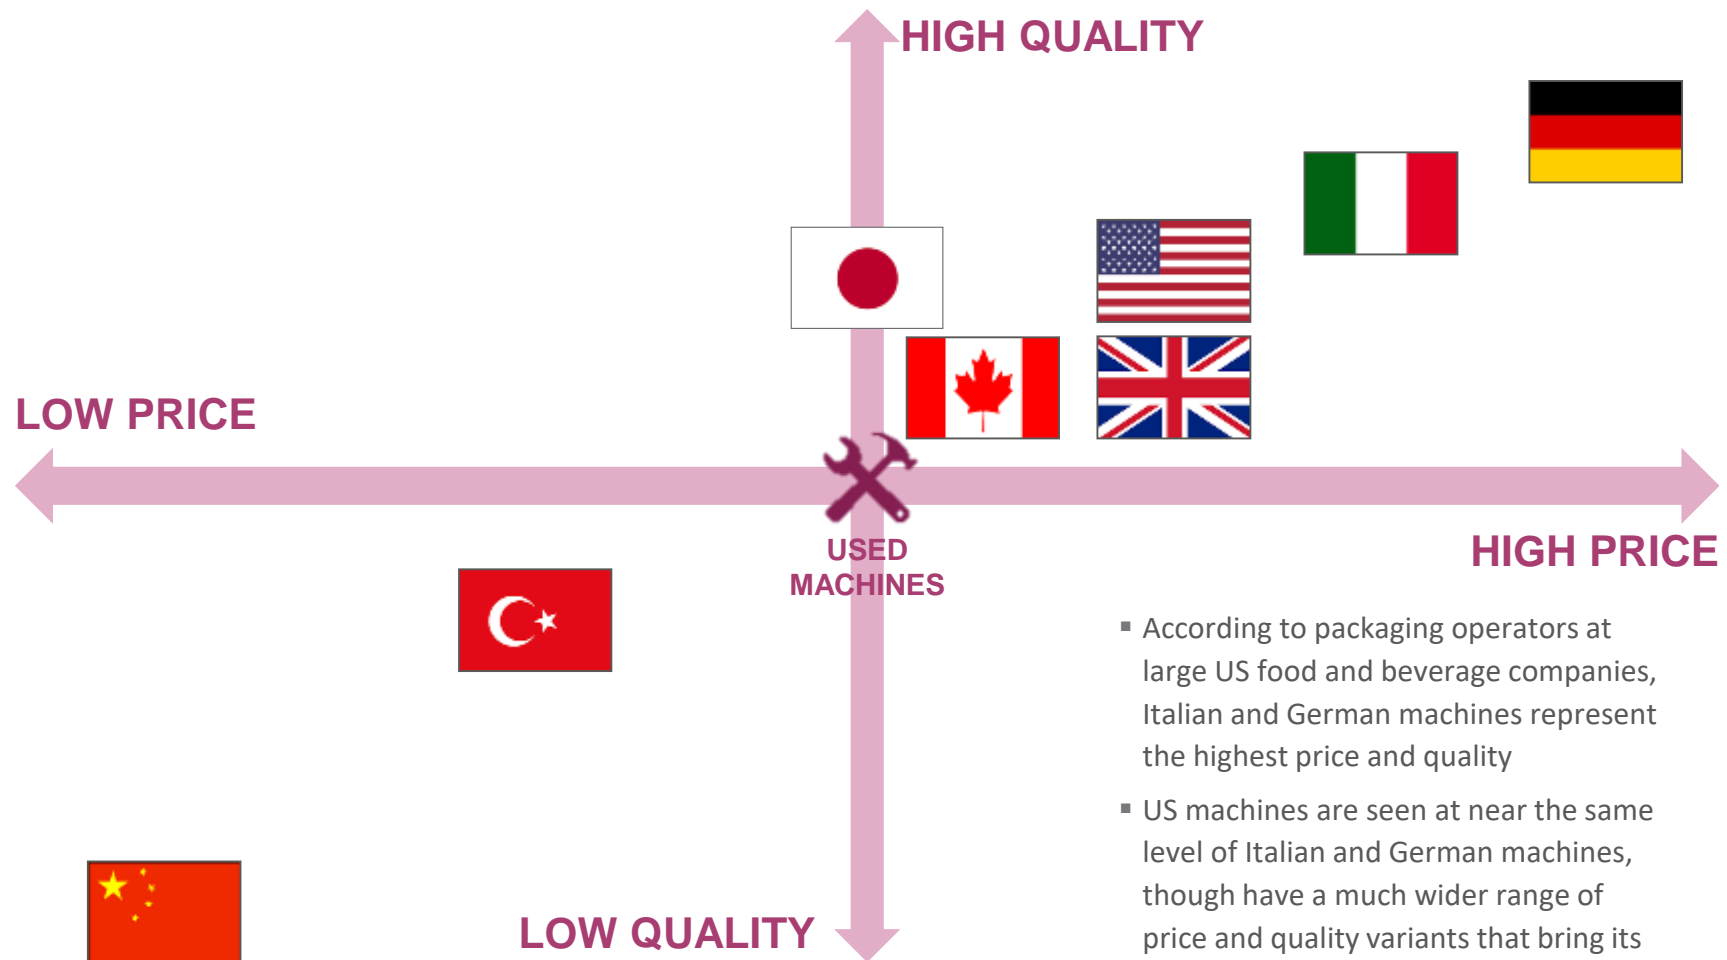 HIGH QUALITY
LOW PRICE
USED
MACHINES
HIGH PRICE
▪ According to packaging operators at
large US food and beverage companies,
Italian and German machines represent
the highest price and quality
▪ US machines are seen at near the same
level of Italian and German machines,
though have a much wider range of
price and quality variants that bring its
LOW QUALITY